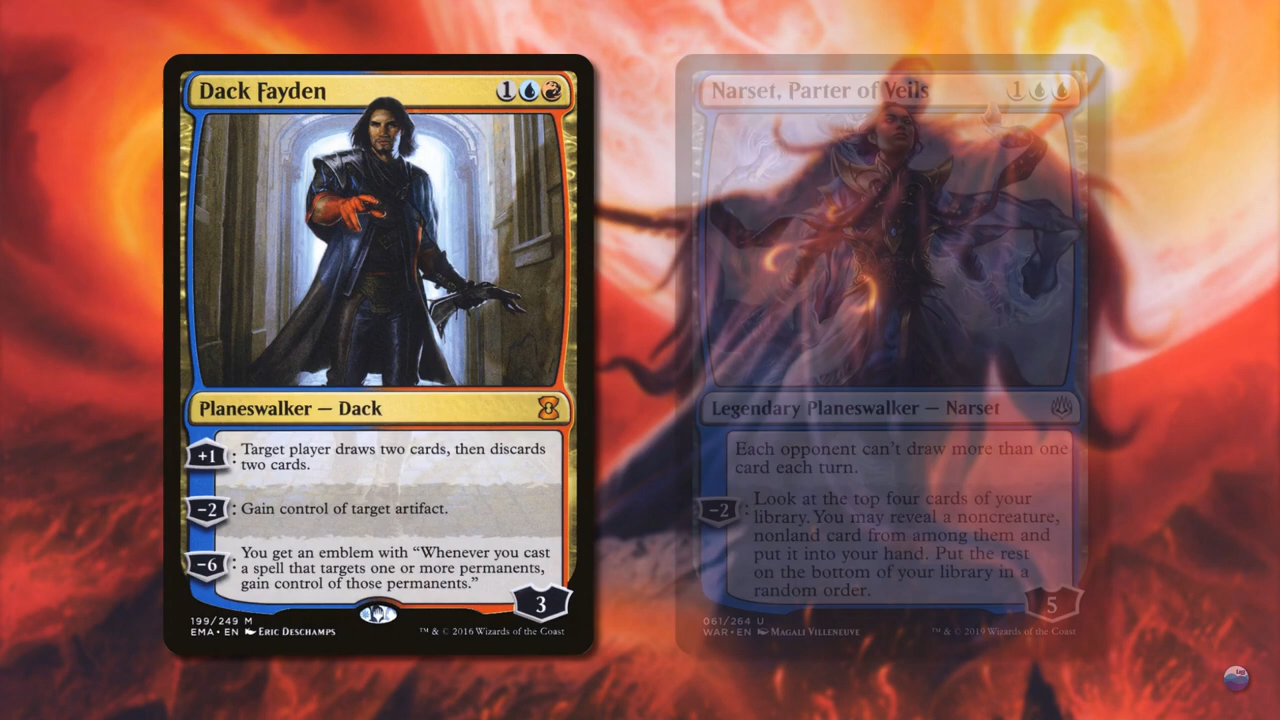 Dack Fayden
1
Planeswalker — Dack
+1 : Target player draws two cards, then discards
two cards.
−2 : Gain control of target artifact.
−6 : You get an emblem with “Whenever you cast
a spell that targets one or more permanents,
gain control of those permanents.”
3
199/249 M
EMA • EN Eric Deschamps
™ & © 2016 Wizards of the Coast
Narset, Parter of Veils
1
Legendary Planeswalker — Narset
Each opponent can’t draw more than one
card each turn.
−2 : Look at the top four cards of your
library. You may reveal a noncreature,
nonland card from among them and
put it into your hand. Put the rest
on the bottom of your library in a
random order.
5
061/264 U
WAR • EN Magali Villeneuve
™ & © 2019 Wizards of the Coast